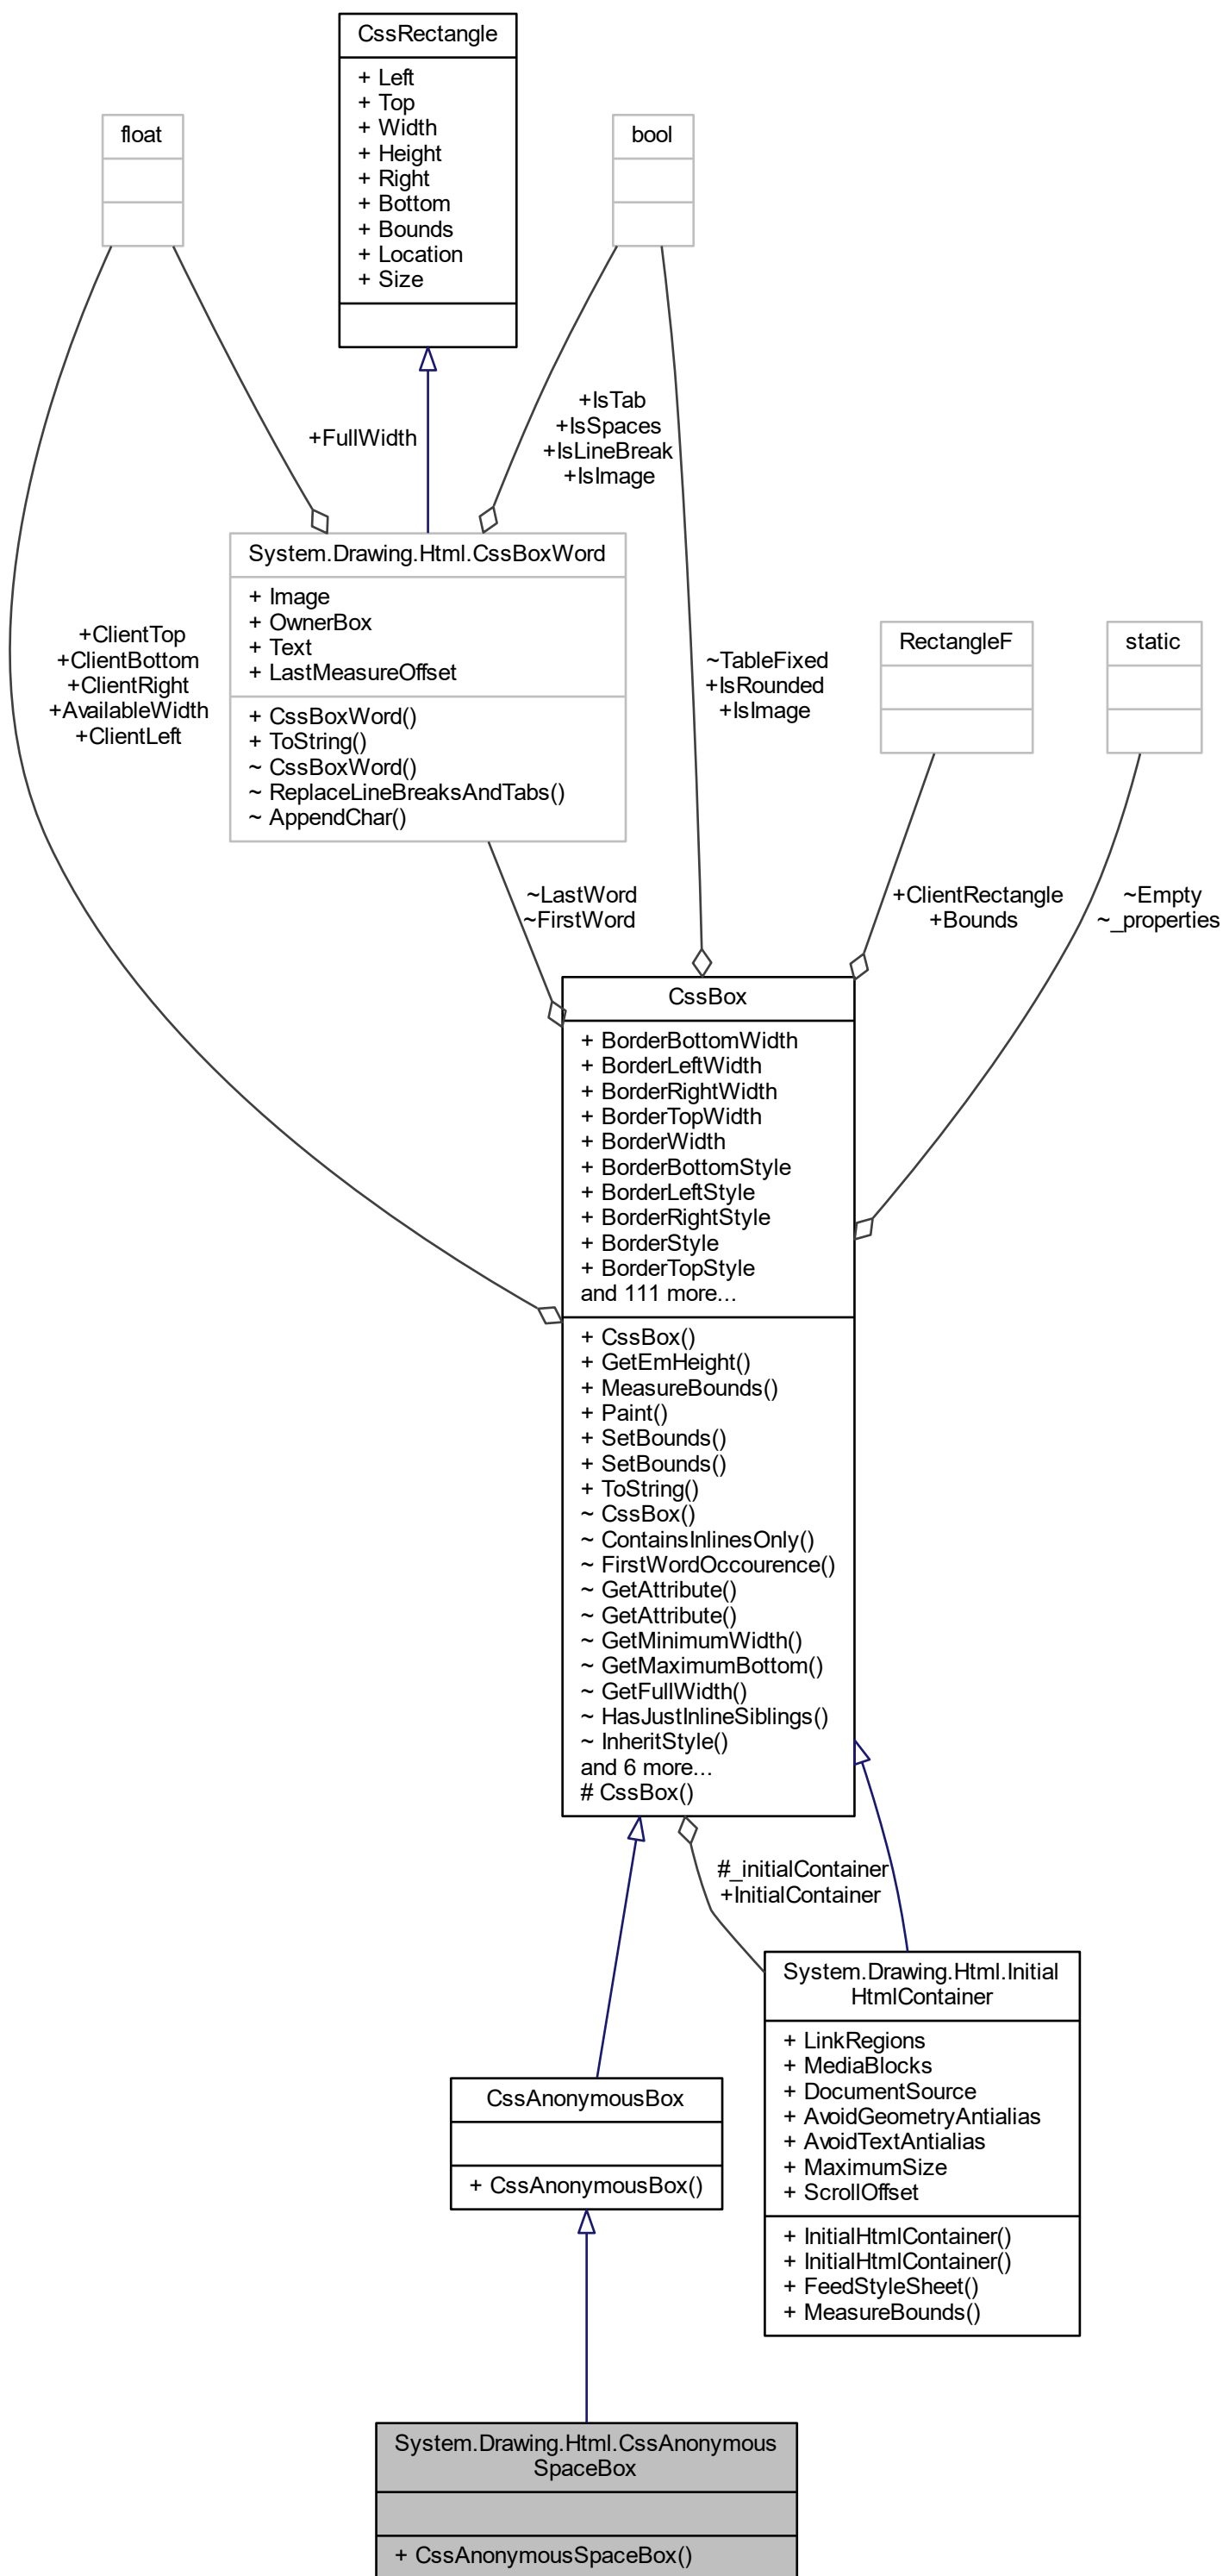 CssRectangle
+ Left
+ Top
+ Width
+ Height
+ Right
+ Bottom
+ Bounds
+ Location
+ Size
float
bool
+FullWidth
+IsTab
+IsSpaces
+IsLineBreak
+IsImage
System.Drawing.Html.CssBoxWord
+ Image
+ OwnerBox
+ Text
+ LastMeasureOffset
+ CssBoxWord()
+ ToString()
~ CssBoxWord()
~ ReplaceLineBreaksAndTabs()
~ AppendChar()
+ClientTop
+ClientBottom
+ClientRight
+AvailableWidth
+ClientLeft
~TableFixed
+IsRounded
+IsImage
RectangleF
static
~LastWord
~FirstWord
+ClientRectangle
+Bounds
~Empty
~_properties
CssBox
+ BorderBottomWidth
+ BorderLeftWidth
+ BorderRightWidth
+ BorderTopWidth
+ BorderWidth
+ BorderBottomStyle
+ BorderLeftStyle
+ BorderRightStyle
+ BorderStyle
+ BorderTopStyle
and 111 more...
+ CssBox()
+ GetEmHeight()
+ MeasureBounds()
+ Paint()
+ SetBounds()
+ SetBounds()
+ ToString()
~ CssBox()
~ ContainsInlinesOnly()
~ FirstWordOccourence()
~ GetAttribute()
~ GetAttribute()
~ GetMinimumWidth()
~ GetMaximumBottom()
~ GetFullWidth()
~ HasJustInlineSiblings()
~ InheritStyle()
and 6 more...
# CssBox()
#_initialContainer
+InitialContainer
System.Drawing.Html.Initial
HtmlContainer
+ LinkRegions
+ MediaBlocks
+ DocumentSource
+ AvoidGeometryAntialias
+ AvoidTextAntialias
+ MaximumSize
+ ScrollOffset
+ InitialHtmlContainer()
+ InitialHtmlContainer()
+ FeedStyleSheet()
+ MeasureBounds()
CssAnonymousBox
+ CssAnonymousBox()
System.Drawing.Html.CssAnonymous
SpaceBox
+ CssAnonymousSpaceBox()